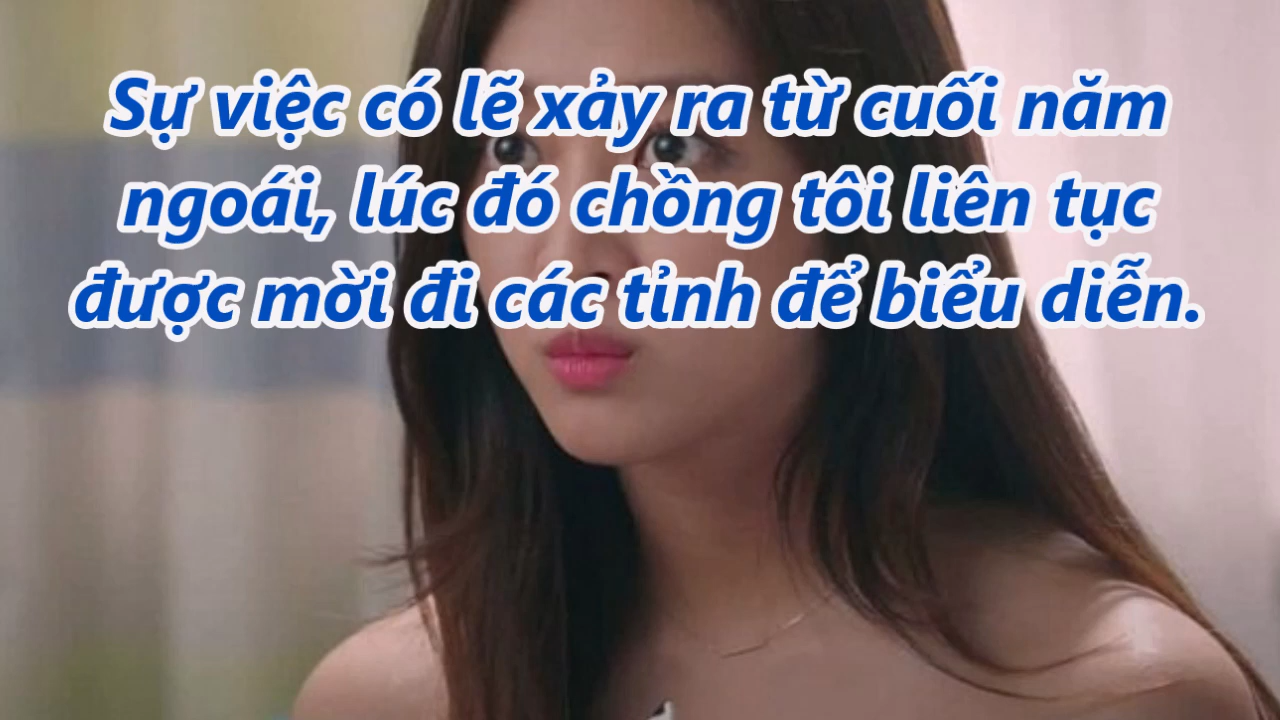 Sự việc có lẽ xảy ra từ cuối năm
ngoái, lúc đó chồng tôi liên tục
được mời đi các tỉnh để biểu diễn.